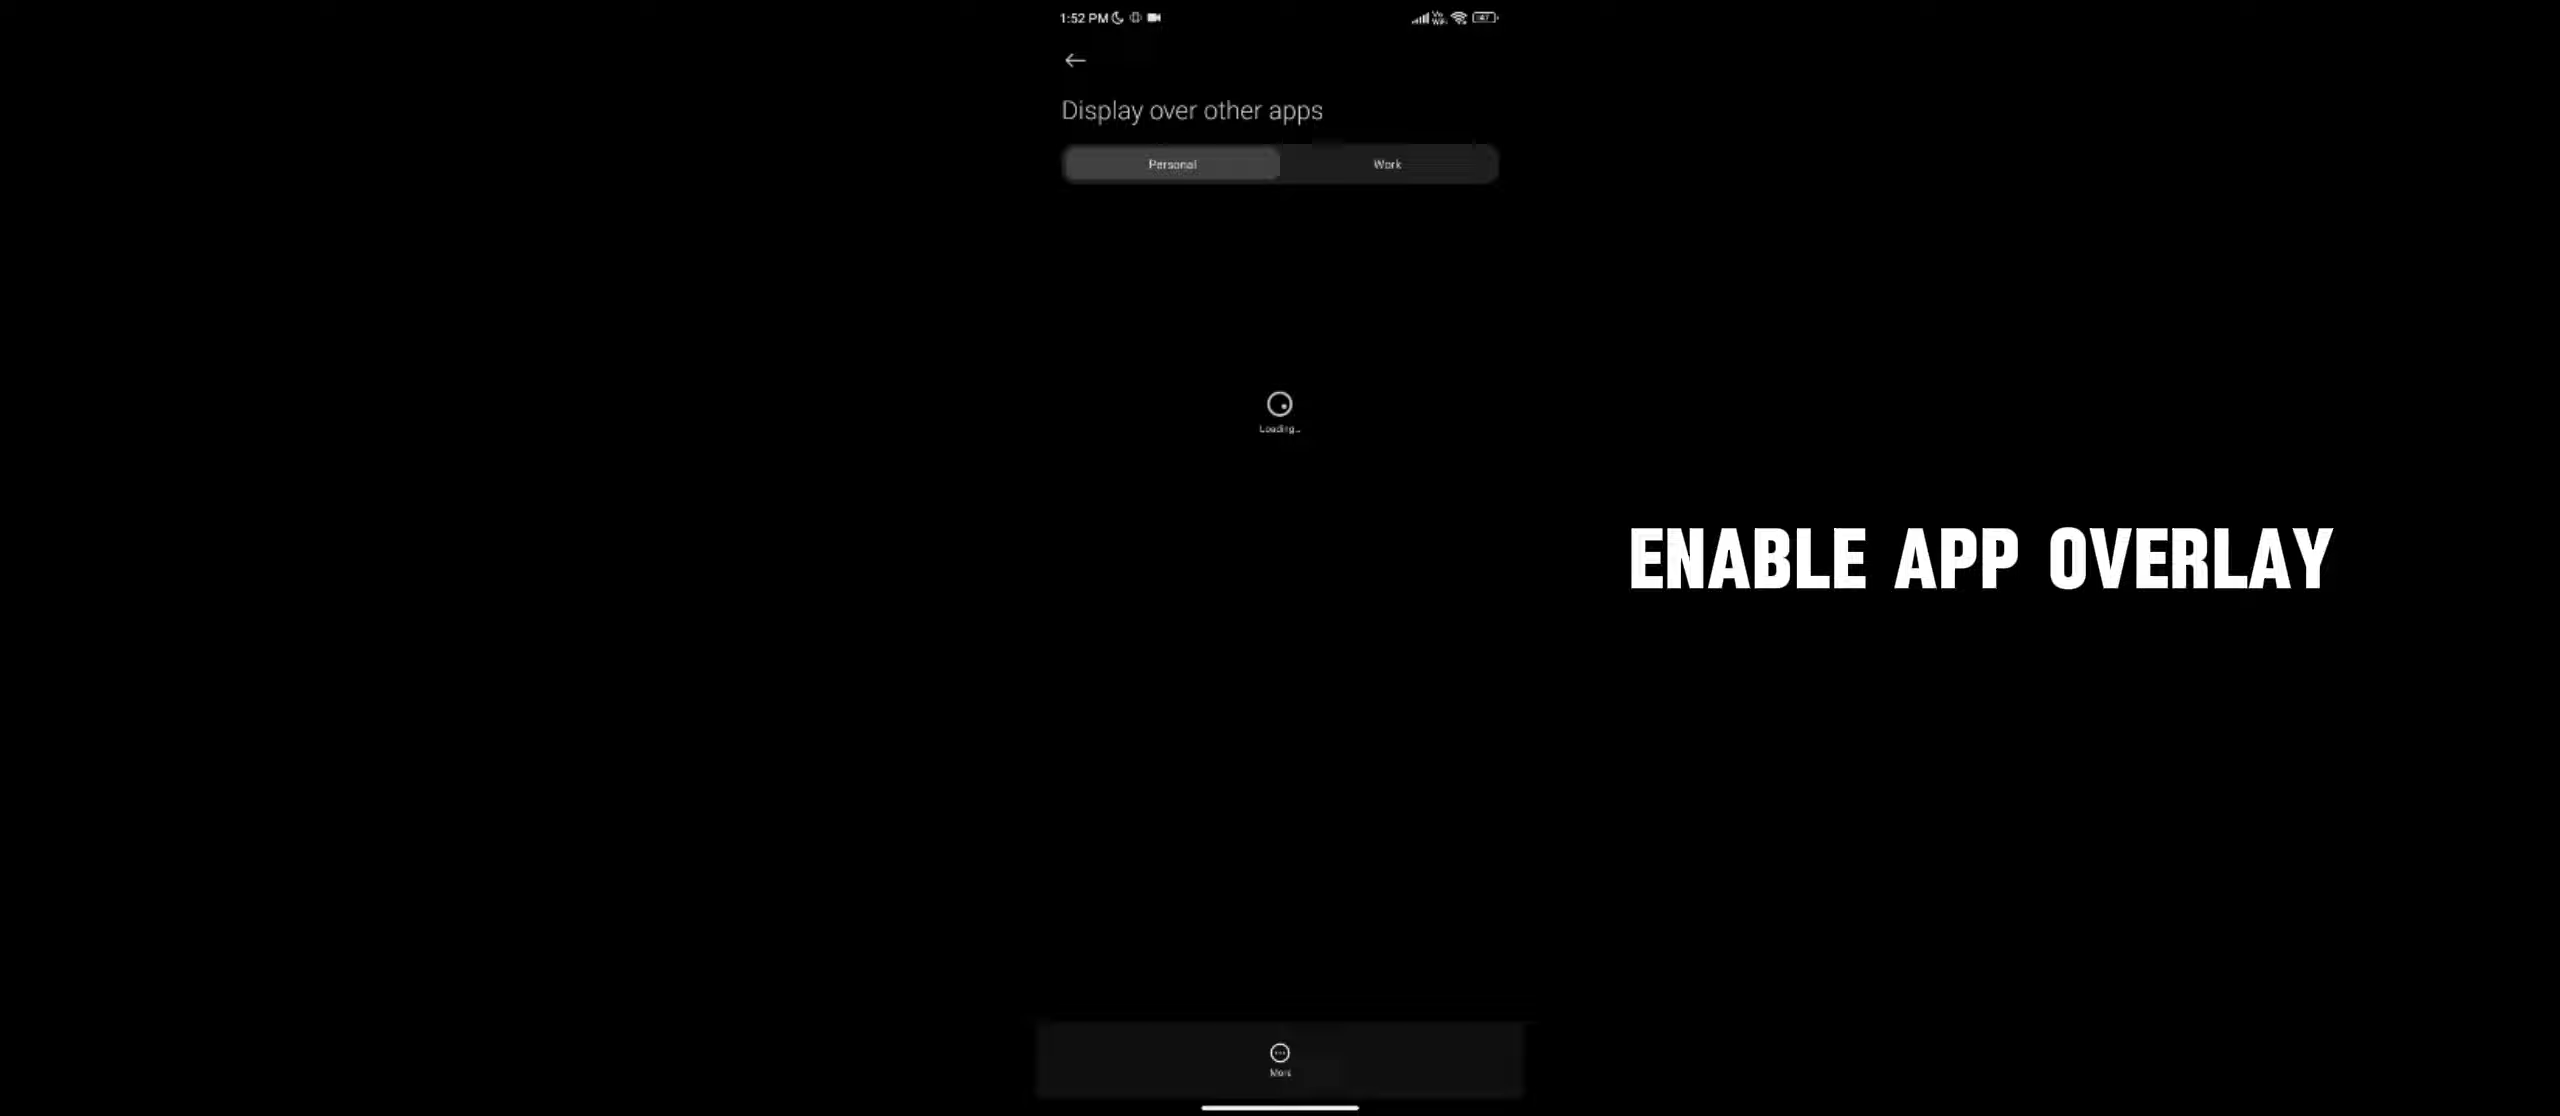 1:52 PM
Display over other apps
Personal
Work
Loading...
ENABLE APP OVERLAY
More